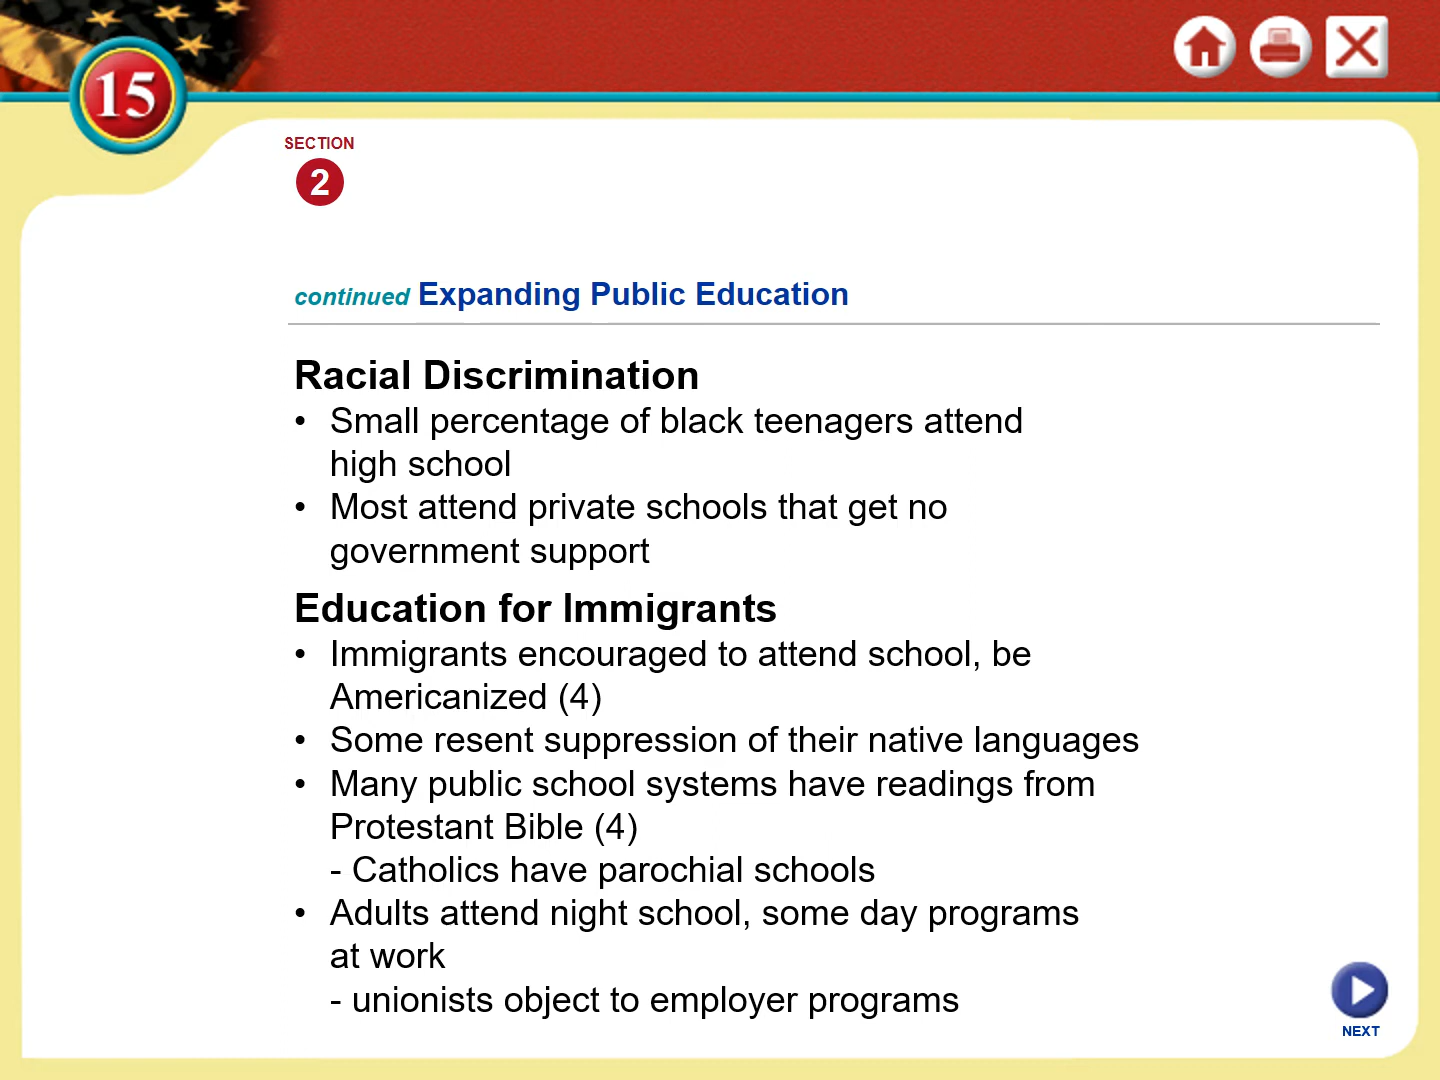 15
SECTION
2
continued Expanding Public Education
Racial Discrimination
• Small percentage of black teenagers attend
high school
• Most attend private schools that get no
government support
Education for Immigrants
• Immigrants encouraged to attend school, be
Americanized (4)
• Some resent suppression of their native languages
• Many public school systems have readings from
Protestant Bible (4)
- Catholics have parochial schools
• Adults attend night school, some day programs
at work
- unionists object to employer programs
NEXT